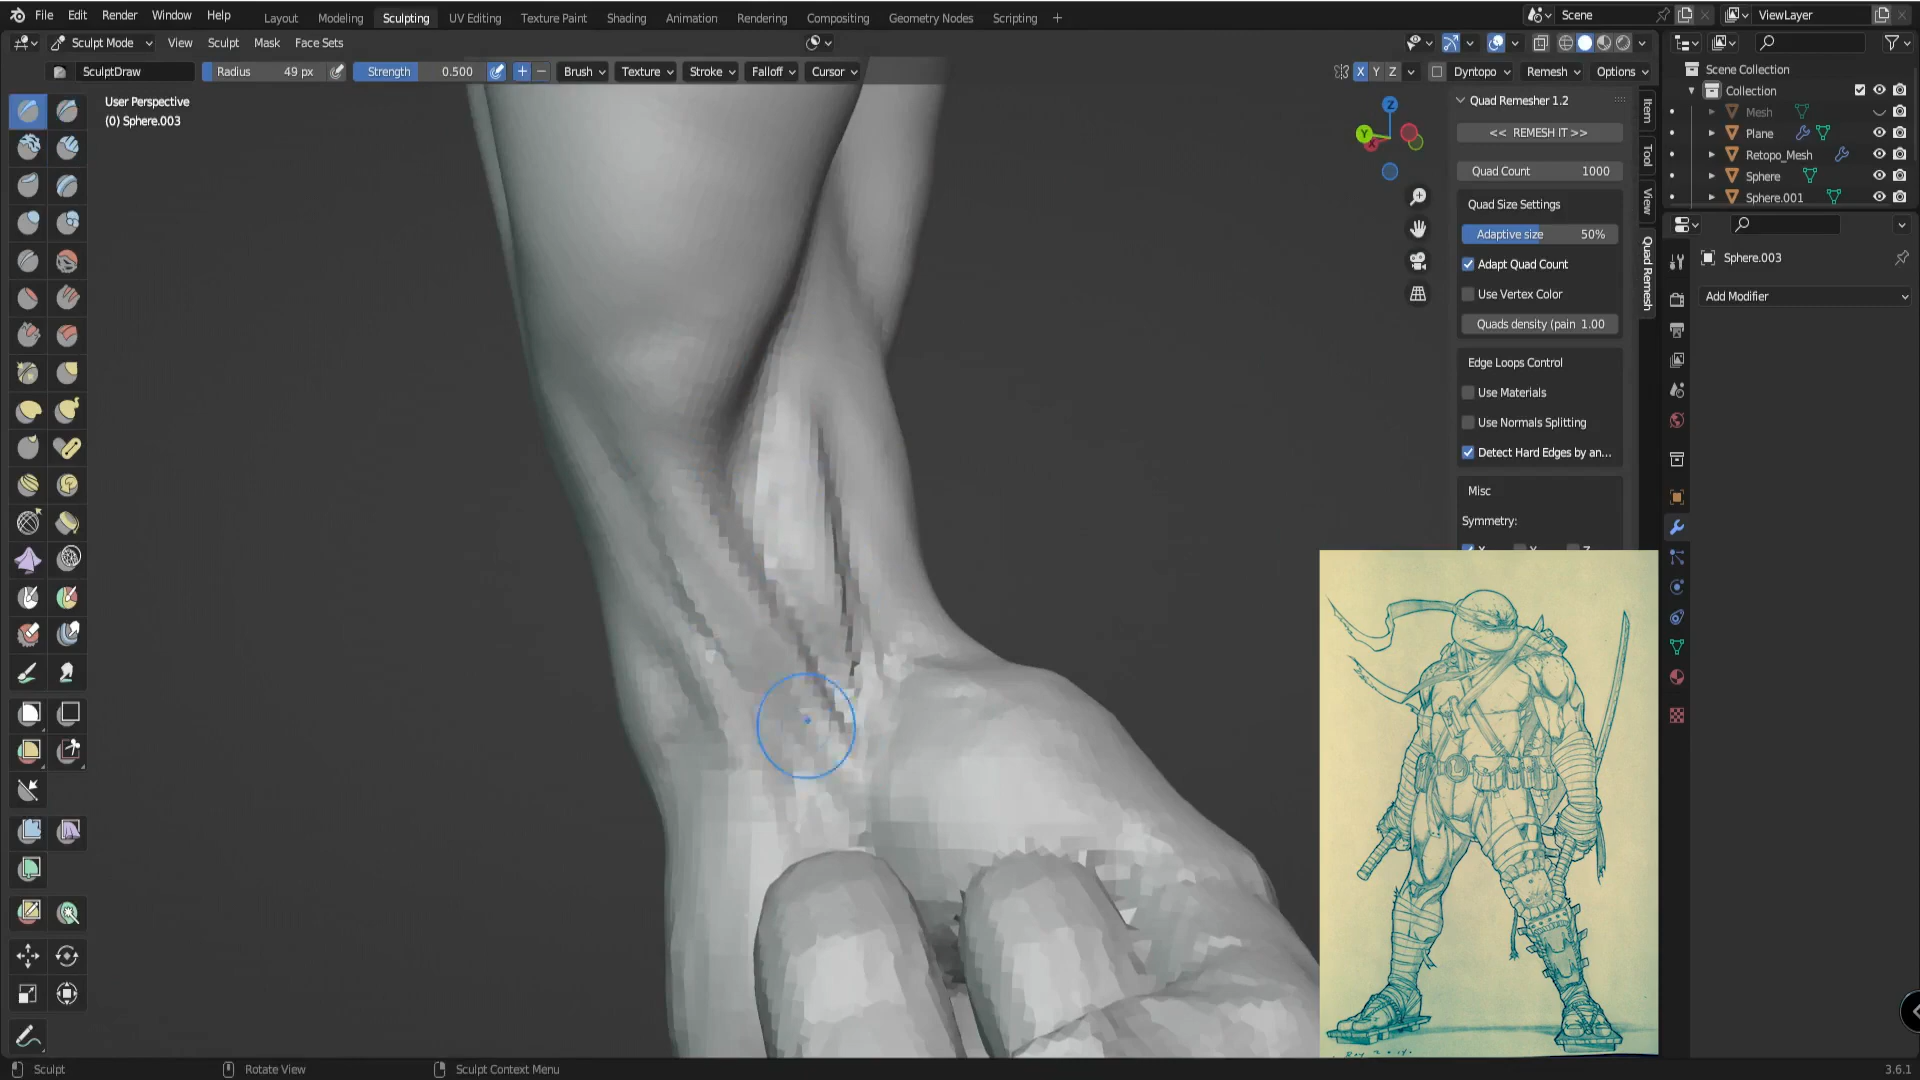 File Edit Render Window Help Layout Modeling Sculpting UV Editing Texture Paint Shading Animation Rendering Compositing Geometry Nodes Scripting + Scene ViewLayer
Sculpt Mode View Sculpt Mask Face Sets
SculptDraw Radius 49 px Strength 0.500 + − Brush Texture Stroke Falloff Cursor X Y Z Dyntopo Remesh Options
User Perspective
(0) Sphere.003
Z
Y
X
Quad Remesher 1.2
<< REMESH IT >>
Quad Count 1000
Quad Size Settings
Adaptive size 50%
Adapt Quad Count
Use Vertex Color
Quads density (pain 1.00
Edge Loops Control
Use Materials
Use Normals Splitting
Detect Hard Edges by an...
Misc
Symmetry:
X Y Z
Item
Tool
View
Quad Remesh
Scene Collection
Collection
Mesh
Plane
Retopo_Mesh
Sphere
Sphere.001
Sphere.003
Add Modifier
Sculpt Rotate View Sculpt Context Menu 3.6.1